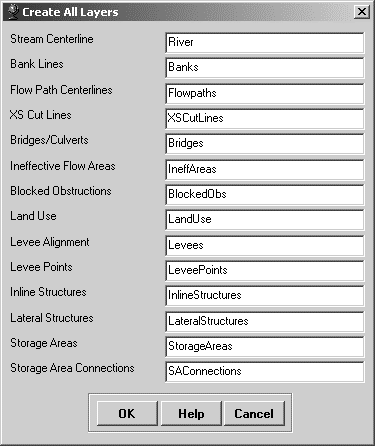 Create All Layers
Stream Centerline River
Bank Lines Banks
Flow Path Centerlines Flowpaths
XS Cut Lines XSCutLines
Bridges/Culverts Bridges
Ineffective Flow Areas IneffAreas
Blocked Obstructions BlockedObs
Land Use LandUse
Levee Alignment Levees
Levee Points LeveePoints
Inline Structures InlineStructures
Lateral Structures LateralStructures
Storage Areas StorageAreas
Storage Area Connections SAConnections
OK Help Cancel